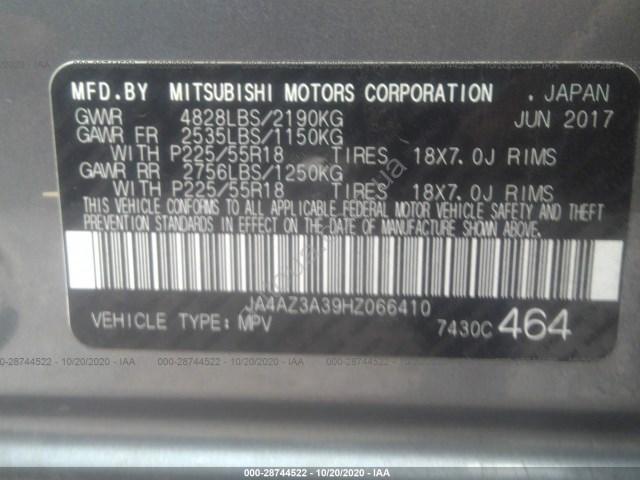 MFD.BY MITSUBISHI MOTORS CORPORATION . JAPAN
GVWR 4828LBS/2190KG JUN 2017
GAWR FR 2535LBS/1150KG
WITH P225/55R18 TIRES 18X7.0J RIMS
GAWR RR 2756LBS/1250KG
WITH P225/55R18 TIRES 18X7.0J RIMS
THIS VEHICLE CONFORMS TO ALL APPLICABLE FEDERAL MOTOR VEHICLE SAFETY AND THEFT
PREVENTION STANDARDS IN EFFECT ON THE DATE OF MANUFACTURE SHOWN ABOVE.
JA4AZ3A39HZ066410
VEHICLE TYPE: MPV 7430C 464
000-28744522 - 10/20/2020 - IAA